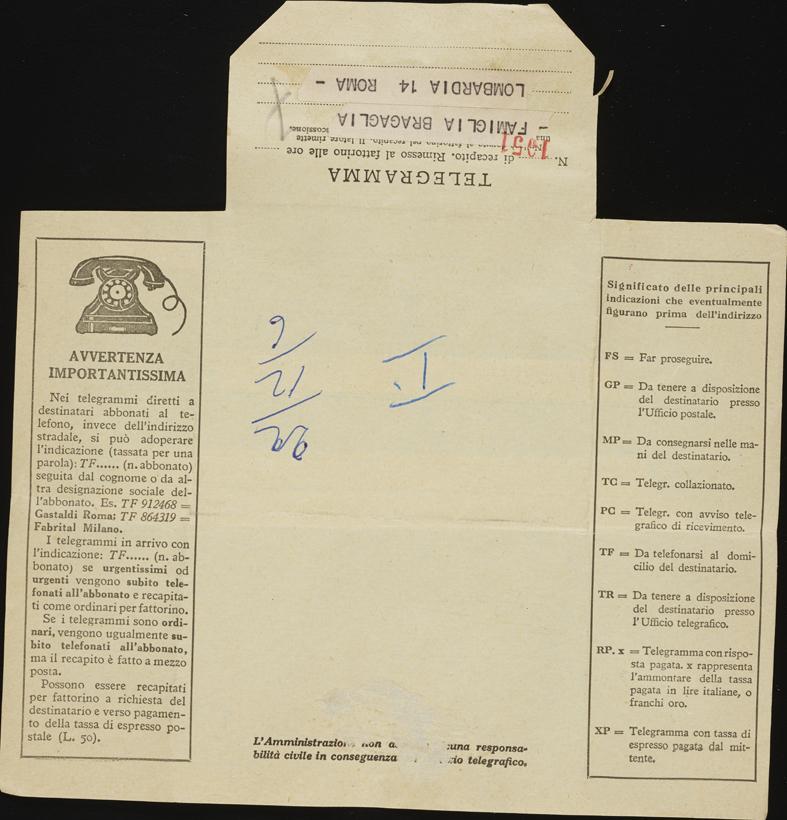 TELEGRAMMA
N. di recapito. Rimesso al fattorino alle ore
1951
- FAMIGLIA BRAGAGLIA
LOMBARDIA 14 ROMA -
AVVERTENZA
IMPORTANTISSIMA
Nei telegrammi diretti a
destinatari abbonati al te-
lefono, invece dell'indirizzo
stradale, si può adoperare
l'indicazione (tassata per una
parola): TF...... (n. abbonato)
seguita dal cognome o da al-
tra designazione sociale del-
l'abbonato. Es. TF 912468 =
Gastaldi Roma; TF 864319 =
Fabrital Milano.
I telegrammi in arrivo con
l'indicazione: TF...... (n. ab-
bonato) se urgentissimi od
urgenti vengono subito tele-
fonati all'abbonato e recapita-
ti come ordinari per fattorino.
Se i telegrammi sono ordi-
nari, vengono ugualmente su-
bito telefonati all'abbonato,
ma il recapito è fatto a mezzo
posta.
Possono essere recapitati
per fattorino a richiesta del
destinatario e verso pagamen-
to della tassa di espresso po-
stale (L. 50).
22
12
6
L'Amministrazione non
cuna responsa-
bilità civile in conseguenza
telegrafico.
Significato delle principali
indicazioni che eventualmente
figurano prima dell'indirizzo
FS = Far proseguire.
GP = Da tenere a disposizione
del destinatario presso
l'Ufficio postale.
MP = Da consegnarsi nelle ma-
ni del destinatario.
TC = Telegr. collazionato.
PC = Telegr. con avviso tele-
grafico di ricevimento.
TF = Da telefonarsi al domi-
cilio del destinatario.
TR = Da tenere a disposizione
del destinatario presso
l'Ufficio telegrafico.
RP. x = Telegramma con rispo-
sta pagata. x rappresenta
l'ammontare della tassa
pagata in lire italiane, o
franchi oro.
XP = Telegramma con tassa di
espresso pagata dal mit-
tente.